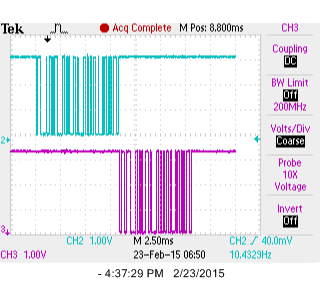 Tek Acq Complete M Pos: 8.800ms CH3
Coupling
DC
BW Limit
Off
200MHz
Volts/Div
Coarse
Probe
10X
Voltage
Invert
Off
2
3
CH2 1.00V M 2.50ms CH2 / 40.0mV
CH3 1.00V 23-Feb-15 06:50 10.4329Hz
- 4:37:29 PM 2/23/2015